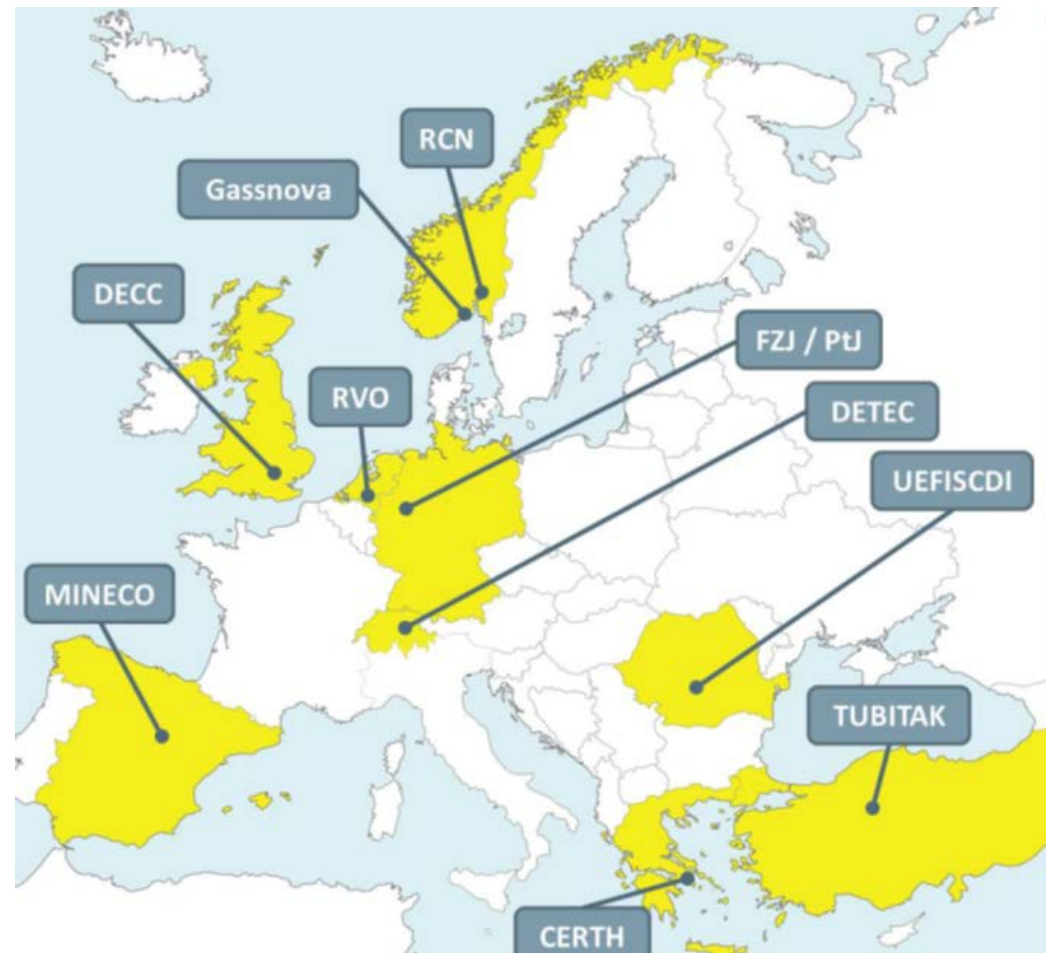 RCN
Gassnova
DECC
FZJ / PtJ
RVO
DETEC
UEFISCDI
MINECO
TUBITAK
CERTH